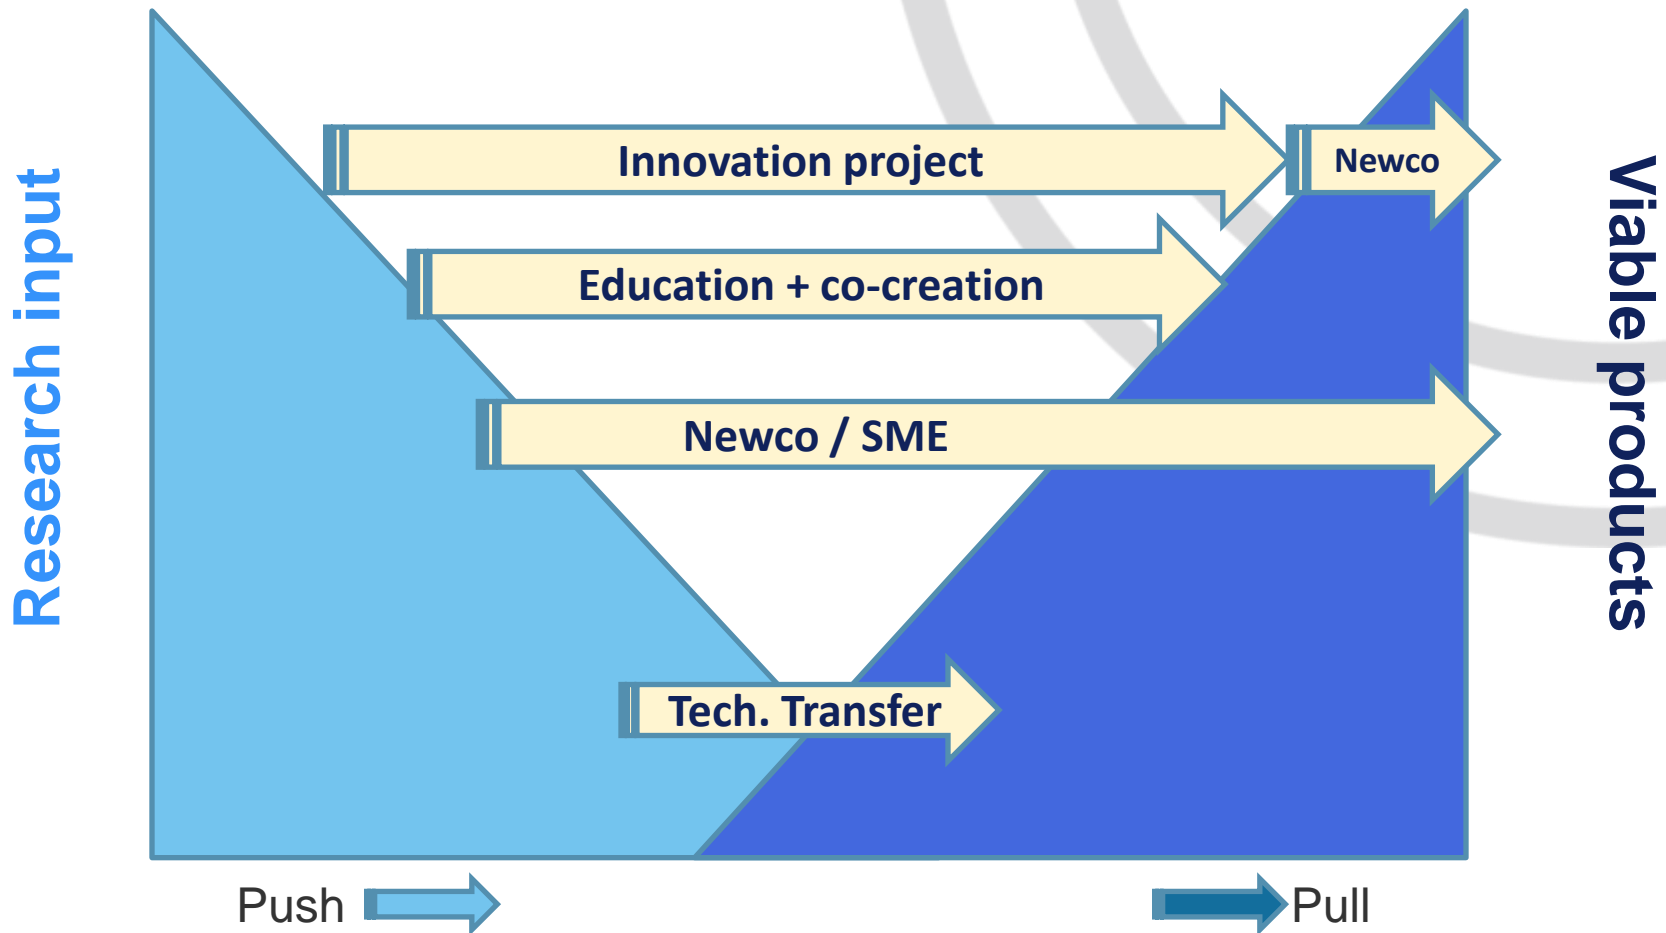 Research input
Innovation project
Newco
Education + co-creation
Newco / SME
Tech. Transfer
Viable products
Push
Pull